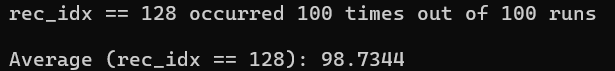 rec_idx == 128 occurred 100 times out of 100 runs
Average (rec_idx == 128): 98.7344